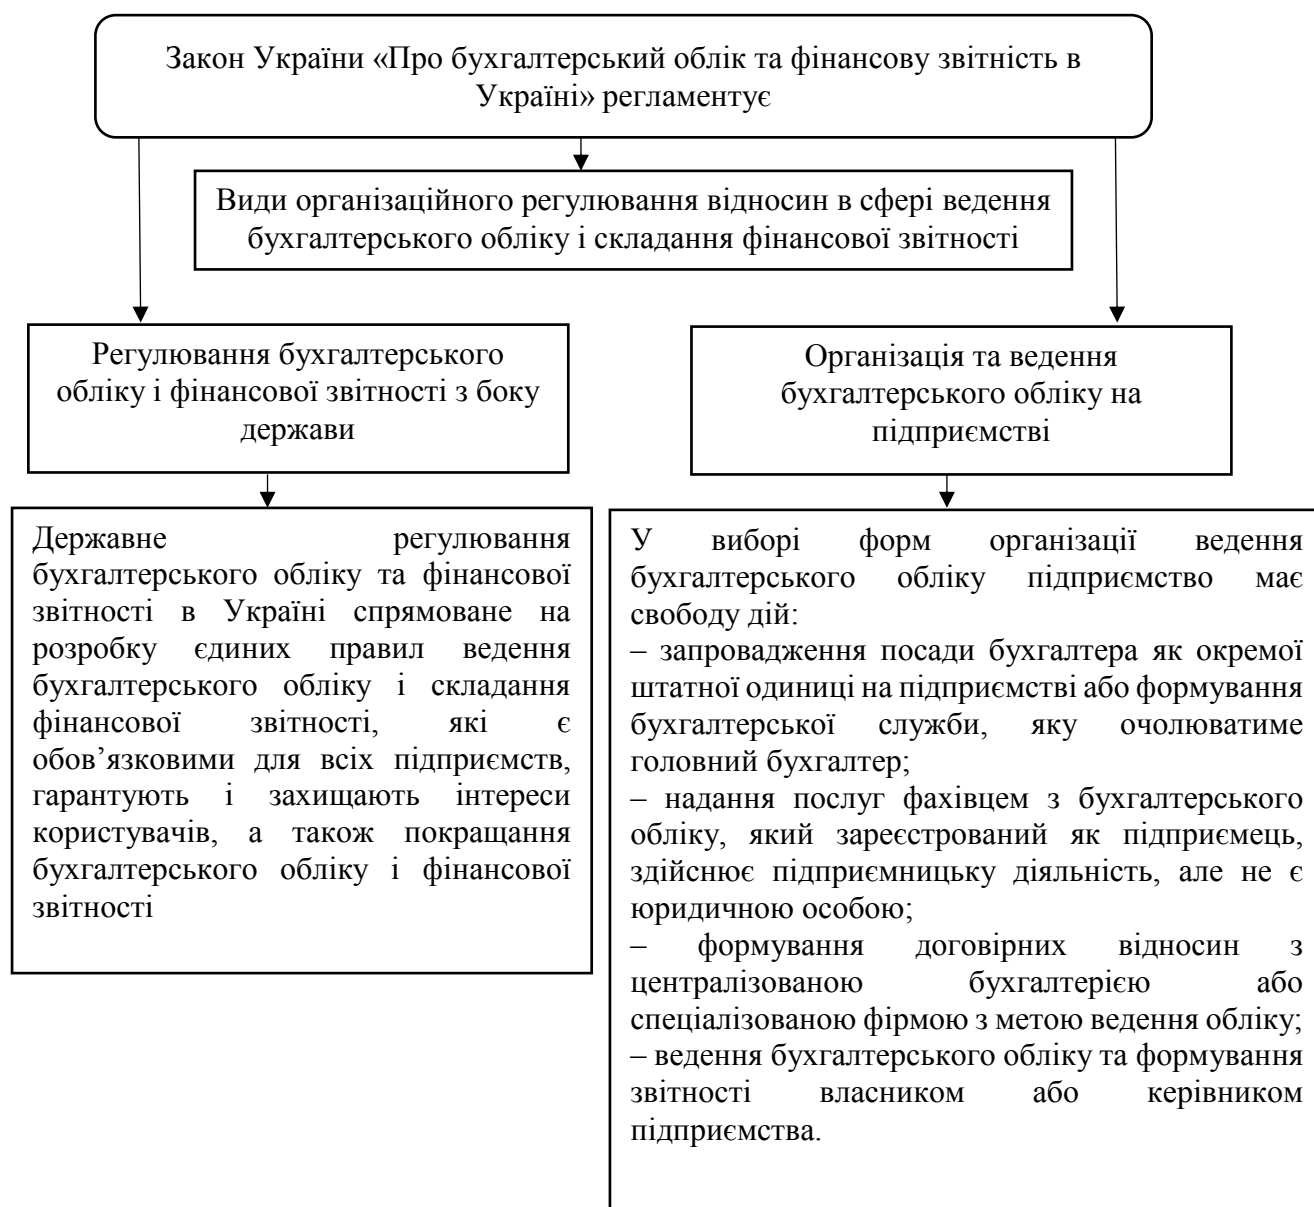 Закон України «Про бухгалтерський облік та фінансову звітність в
Україні» регламентує
Види організаційного регулювання відносин в сфері ведення
бухгалтерського обліку і складання фінансової звітності
Регулювання бухгалтерського
обліку і фінансової звітності з боку
держави
Організація та ведення
бухгалтерського обліку на
підприємстві
Державне регулювання
бухгалтерського обліку та фінансової
звітності в Україні спрямоване на
розробку єдиних правил ведення
бухгалтерського обліку і складання
фінансової звітності, які є
обов’язковими для всіх підприємств,
гарантують і захищають інтереси
користувачів, а також покращання
бухгалтерського обліку і фінансової
звітності
У виборі форм організації ведення
бухгалтерського обліку підприємство має
свободу дій:
– запровадження посади бухгалтера як окремої
штатної одиниці на підприємстві або формування
бухгалтерської служби, яку очолюватиме
головний бухгалтер;
– надання послуг фахівцем з бухгалтерського
обліку, який зареєстрований як підприємець,
здійснює підприємницьку діяльність, але не є
юридичною особою;
– формування договірних відносин з
централізованою бухгалтерією або
спеціалізованою фірмою з метою ведення обліку;
– ведення бухгалтерського обліку та формування
звітності власником або керівником
підприємства.